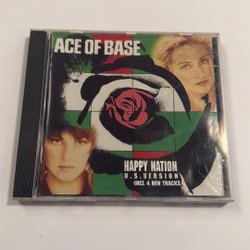 ACE OF BASE
HAPPY NATION
U.S. VERSION
INCL 4 NEW TRACKS